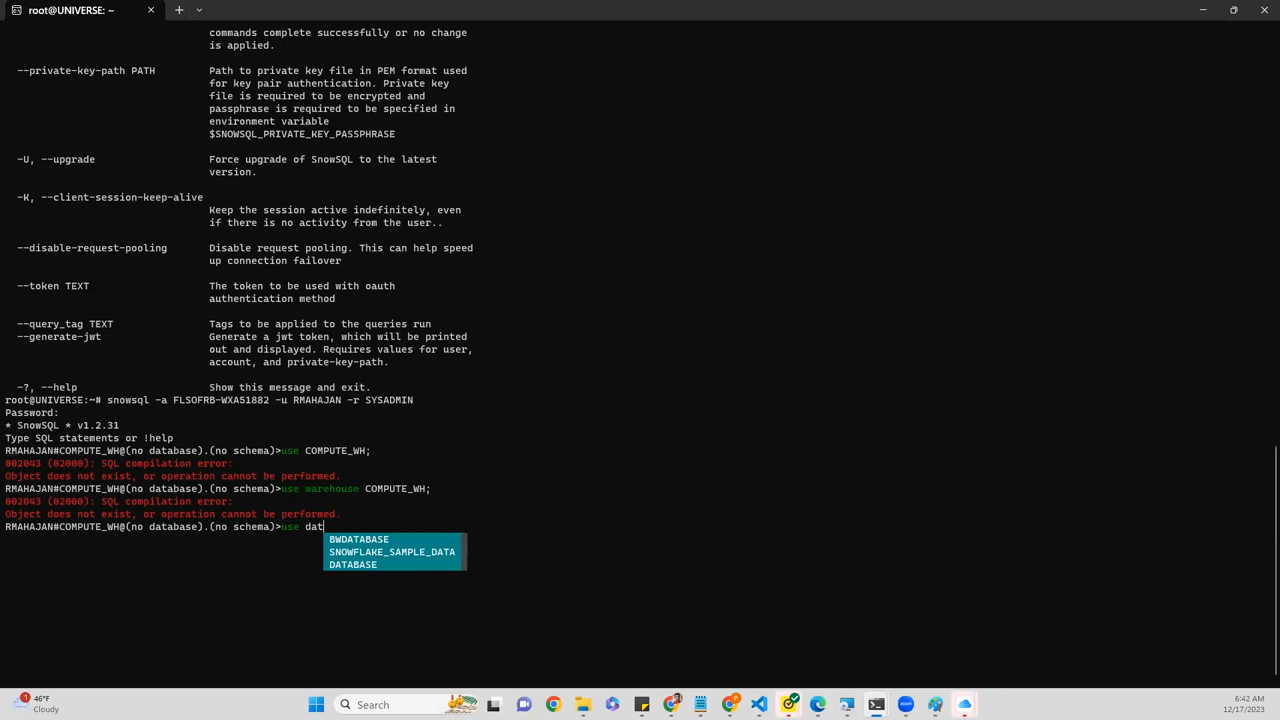 root@UNIVERSE: ~
commands complete successfully or no change
is applied.
--private-key-path PATH Path to private key file in PEM format used
for key pair authentication. Private key
file is required to be encrypted and
passphrase is required to be specified in
environment variable
$SNOWSQL_PRIVATE_KEY_PASSPHRASE
-U, --upgrade Force upgrade of SnowSQL to the latest
version.
-K, --client-session-keep-alive
Keep the session active indefinitely, even
if there is no activity from the user..
--disable-request-pooling Disable request pooling. This can help speed
up connection failover
--token TEXT The token to be used with oauth
authentication method
--query_tag TEXT Tags to be applied to the queries run
--generate-jwt Generate a jwt token, which will be printed
out and displayed. Requires values for user,
account, and private-key-path.
-?, --help Show this message and exit.
root@UNIVERSE:~# snowsql -a FLSOFRB-WXA51882 -u RMAHAJAN -r SYSADMIN
Password:
* SnowSQL * v1.2.31
Type SQL statements or !help
RMAHAJAN#COMPUTE_WH@(no database).(no schema)>use COMPUTE_WH;
002043 (02000): SQL compilation error:
Object does not exist, or operation cannot be performed.
RMAHAJAN#COMPUTE_WH@(no database).(no schema)>use warehouse COMPUTE_WH;
002043 (02000): SQL compilation error:
Object does not exist, or operation cannot be performed.
RMAHAJAN#COMPUTE_WH@(no database).(no schema)>use dat
BWDATABASE
SNOWFLAKE_SAMPLE_DATA
DATABASE
1
46°F
Cloudy
Search
6:42 AM
12/17/2023